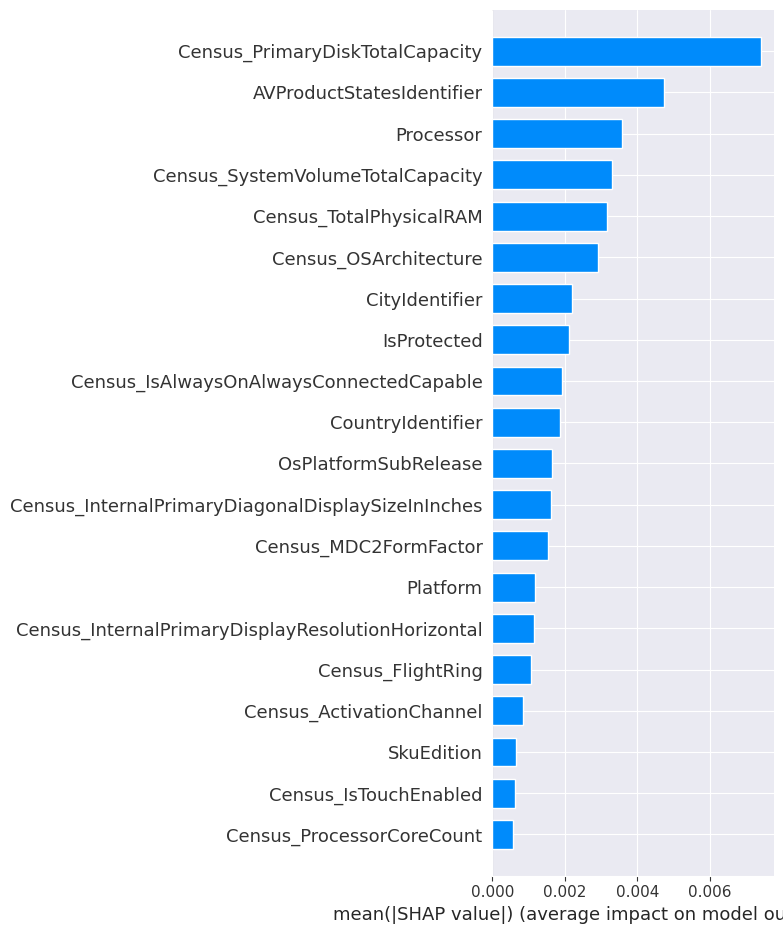 Census_PrimaryDiskTotalCapacity
AVProductStatesIdentifier
Processor
Census_SystemVolumeTotalCapacity
Census_TotalPhysicalRAM
Census_OSArchitecture
CityIdentifier
IsProtected
Census_IsAlwaysOnAlwaysConnectedCapable
CountryIdentifier
OsPlatformSubRelease
Census_InternalPrimaryDiagonalDisplaySizeInInches
Census_MDC2FormFactor
Platform
Census_InternalPrimaryDisplayResolutionHorizontal
Census_FlightRing
Census_ActivationChannel
SkuEdition
Census_IsTouchEnabled
Census_ProcessorCoreCount
0.000 0.002 0.004 0.006
mean(|SHAP value|) (average impact on model ou